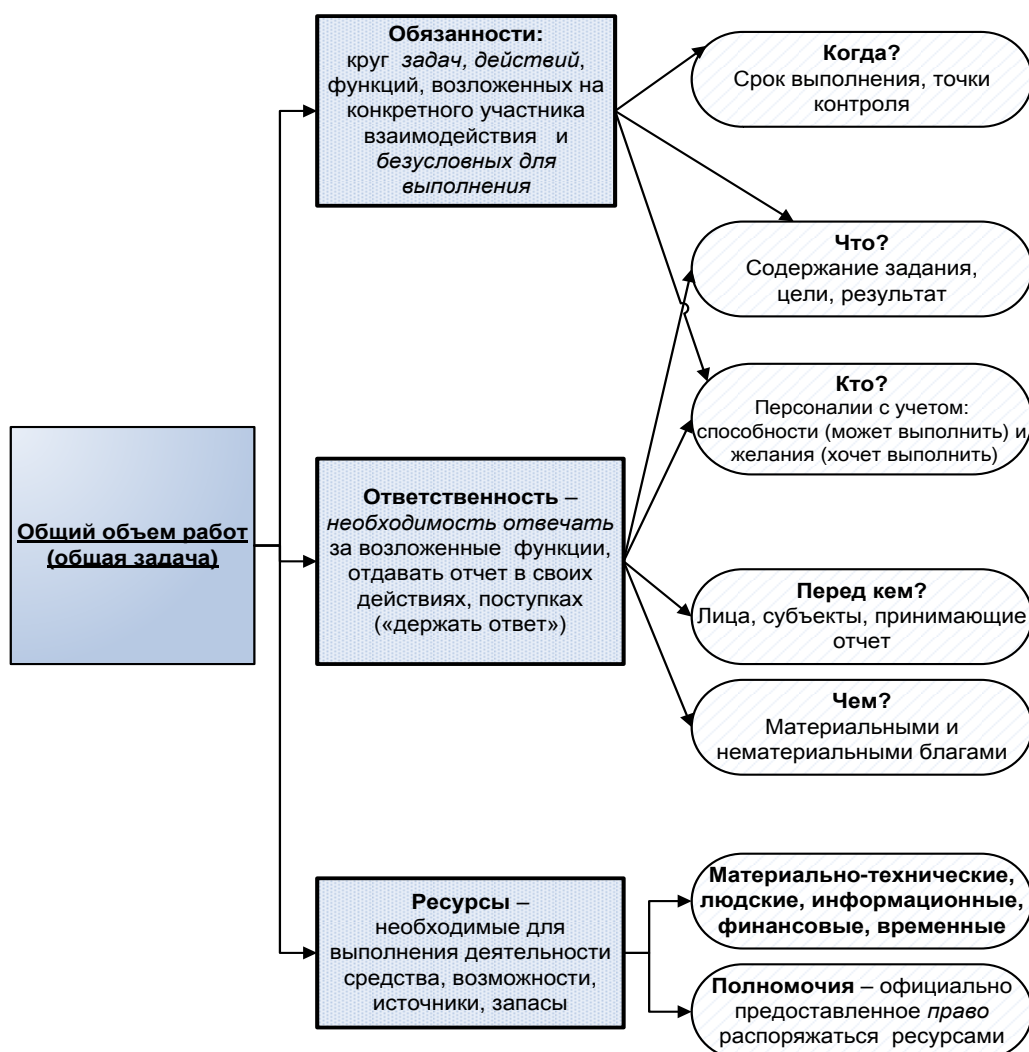 Обязанности:
круг задач, действий,
функций, возложенных на
конкретного участника
взаимодействия и
безусловных для
выполнения
Когда?
Срок выполнения, точки
контроля
Что?
Содержание задания,
цели, результат
Кто?
Персоналии с учетом:
способности (может выполнить) и
желания (хочет выполнить)
Общий объем работ
(общая задача)
Ответственность –
необходимость отвечать
за возложенные функции,
отдавать отчет в своих
действиях, поступках
(«держать ответ»)
Перед кем?
Лица, субъекты, принимающие
отчет
Чем?
Материальными и
нематериальными благами
Ресурсы –
необходимые для
выполнения деятельности
средства, возможности,
источники, запасы
Материально-технические,
людские, информационные,
финансовые, временные
Полномочия – официально
предоставленное право
распоряжаться ресурсами